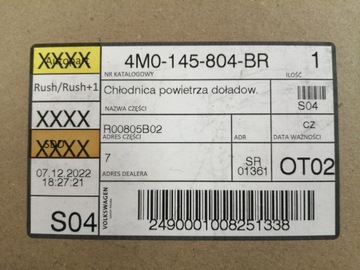 XXXX
4M0-145-804-BR
1
NR KATALOGOWY
ILOŚĆ
Rush/Rush+1
Chłodnica powietrza doładow.
NAZWA CZĘŚCI
S04
XXXX
R00805B02
CZ
ADRES CZĘŚCI
ADR
DATA WAŻNOŚCI
SDD
XXXX
7
SR
01361
OT02
07.12.2022
18:27:21
ADRES DEALERA
S04
VOLKSWAGEN
2490001008251338